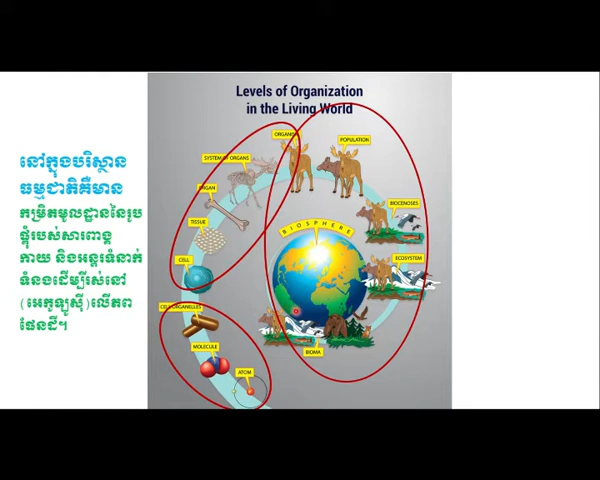 Levels of Organization
in the Living World
នៅក្នុងបរិស្ថាន
ធម្មជាតិគឺមាន
កម្រិតមូលដ្ឋាននៃរូប
ផ្គុំរបស់សារពាង្គ
កាយ និងអន្តរទំនាក់
ទំនងដើម្បីរស់នៅ
(អេកូឡូស៊ី)លើភព
ផែនដី។
POPULATION
SYSTEM OF ORGANS
ORGAN
BIOCENOSES
TISSUE
BIOSPHERE
CELL
ECOSYSTEM
CELL ORGANELLES
MOLECULE
BIOMA
ATOM